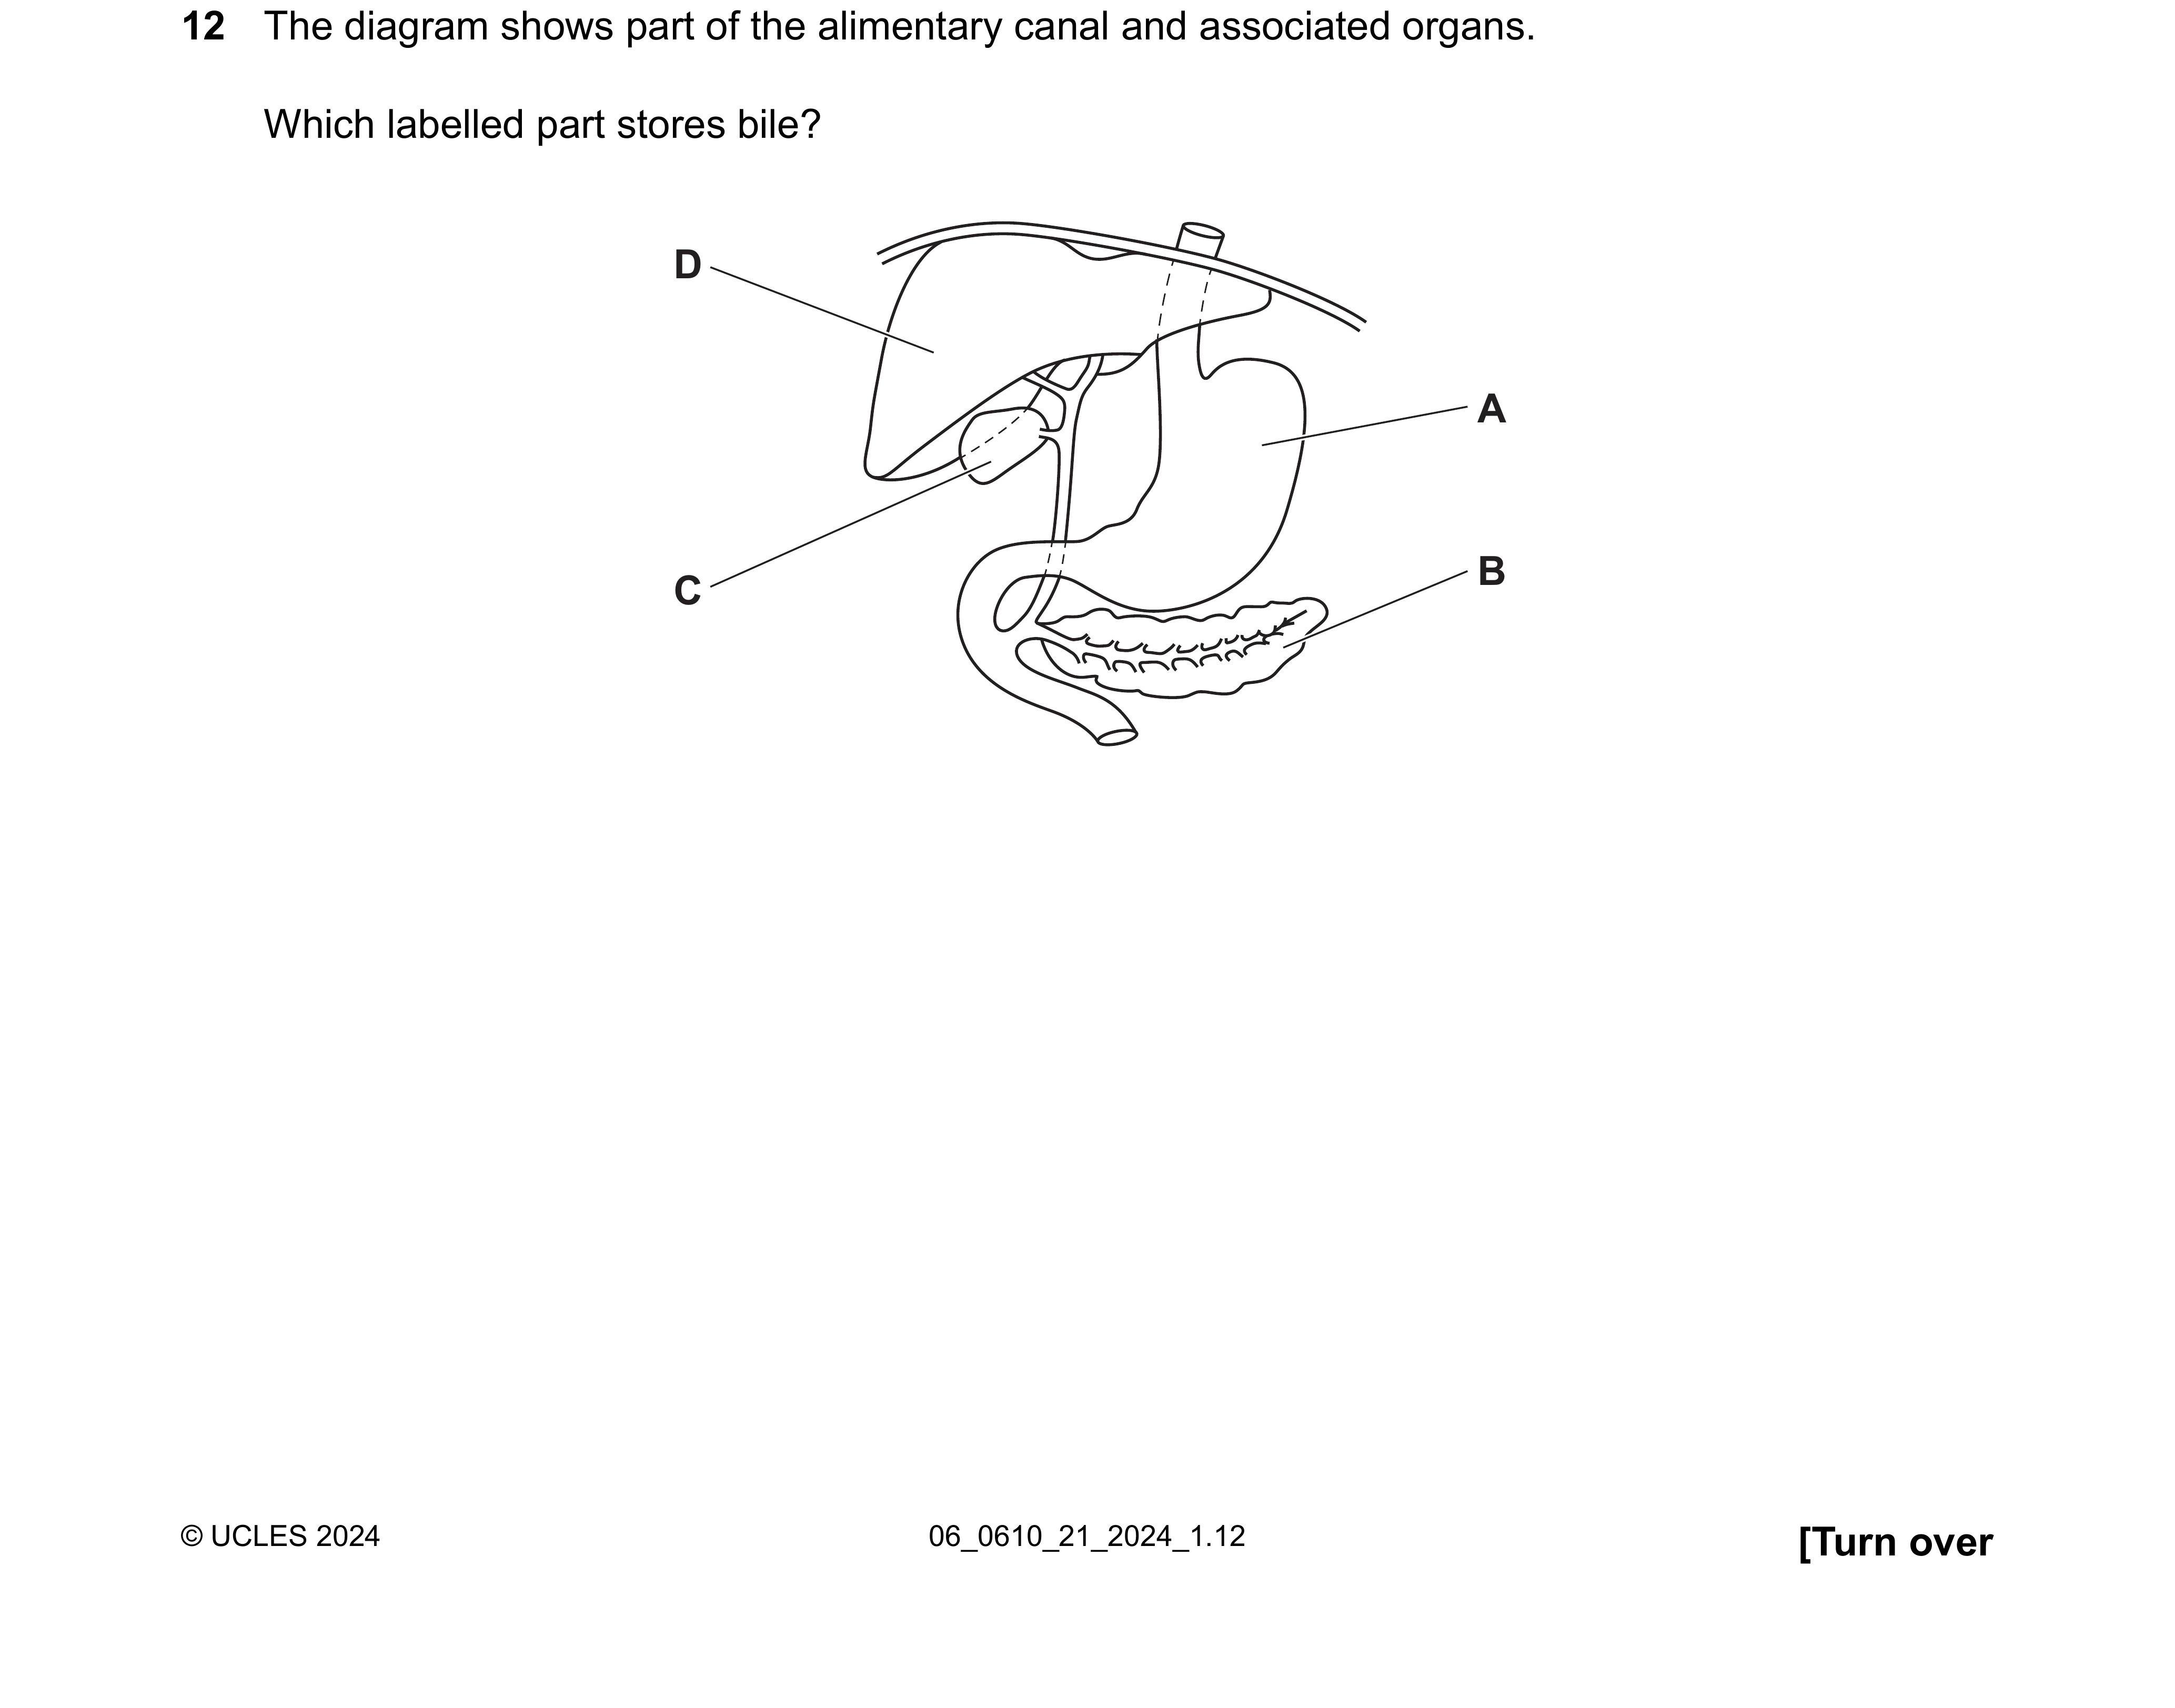 12 The diagram shows part of the alimentary canal and associated organs.
Which labelled part stores bile?
D
A
B
C
© UCLES 2024
06_0610_21_2024_1.12
[Turn over